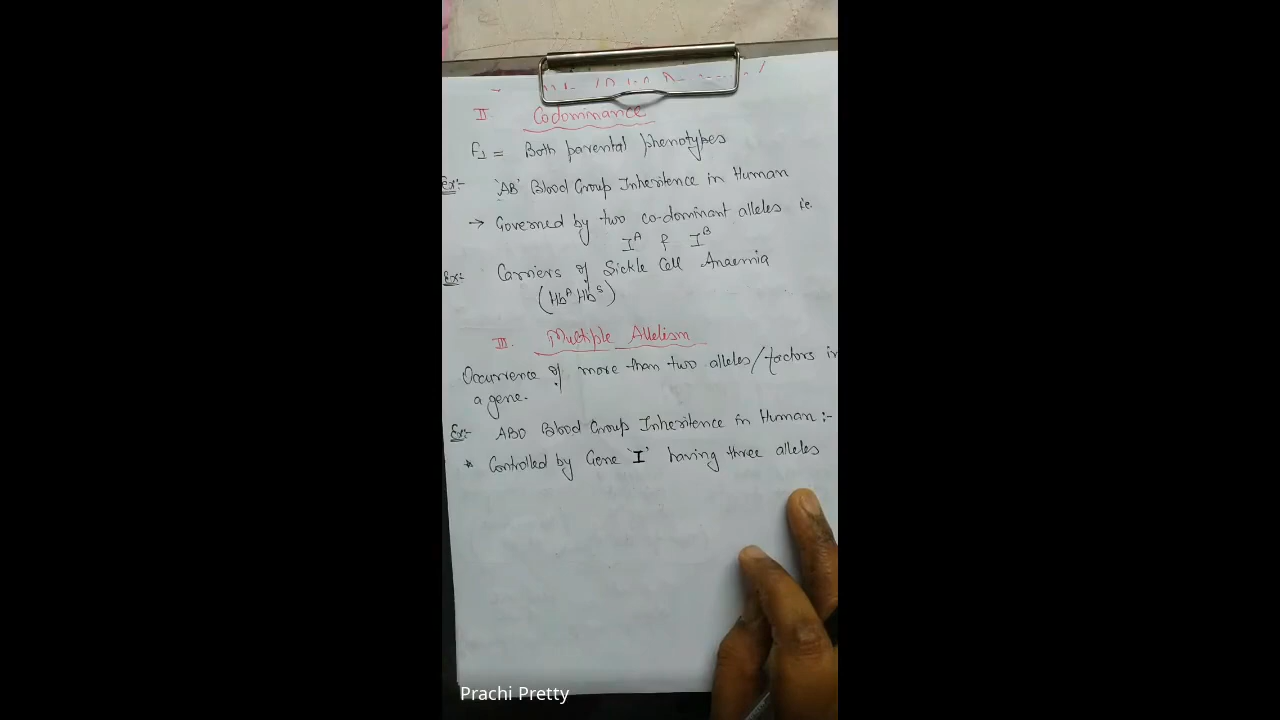 II. Codominance
F1 = Both parental phenotypes
Ex:- 'AB' Blood Group Inheritence in Human
→ Governed by two co-dominant alleles i.e.
I^A & I^B
Ex:- Carriers of Sickle Cell Anaemia
(Hb^A Hb^S)
III. Multiple Allelism
Occurrence of more than two alleles/factors in
a gene.
Ex:- ABO Blood Group Inheritence in Human :-
* Controlled by Gene 'I' having three alleles
Prachi Pretty